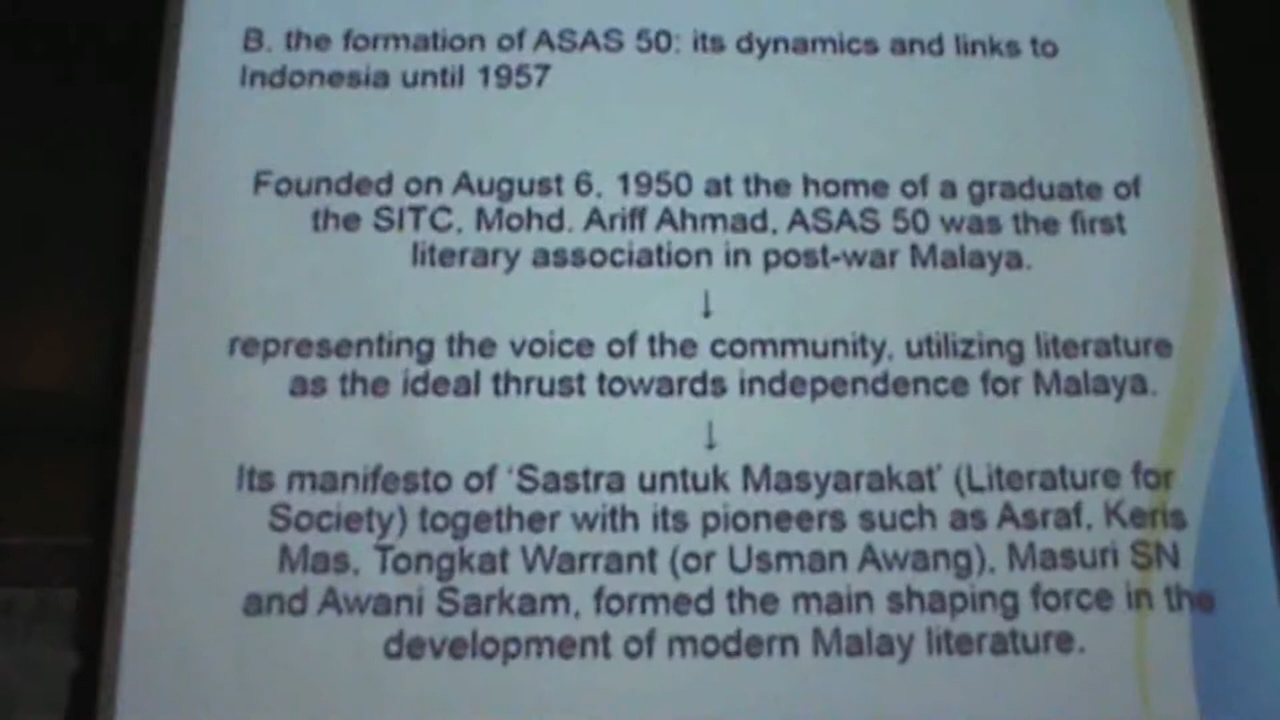 B. the formation of ASAS 50: its dynamics and links to
Indonesia until 1957
Founded on August 6, 1950 at the home of a graduate of
the SITC, Mohd. Ariff Ahmad, ASAS 50 was the first
literary association in post-war Malaya.
↓
representing the voice of the community, utilizing literature
as the ideal thrust towards independence for Malaya.
↓
Its manifesto of ‘Sastra untuk Masyarakat’ (Literature for
Society) together with its pioneers such as Asraf, Keris
Mas, Tongkat Warrant (or Usman Awang), Masuri SN
and Awani Sarkam, formed the main shaping force in the
development of modern Malay literature.